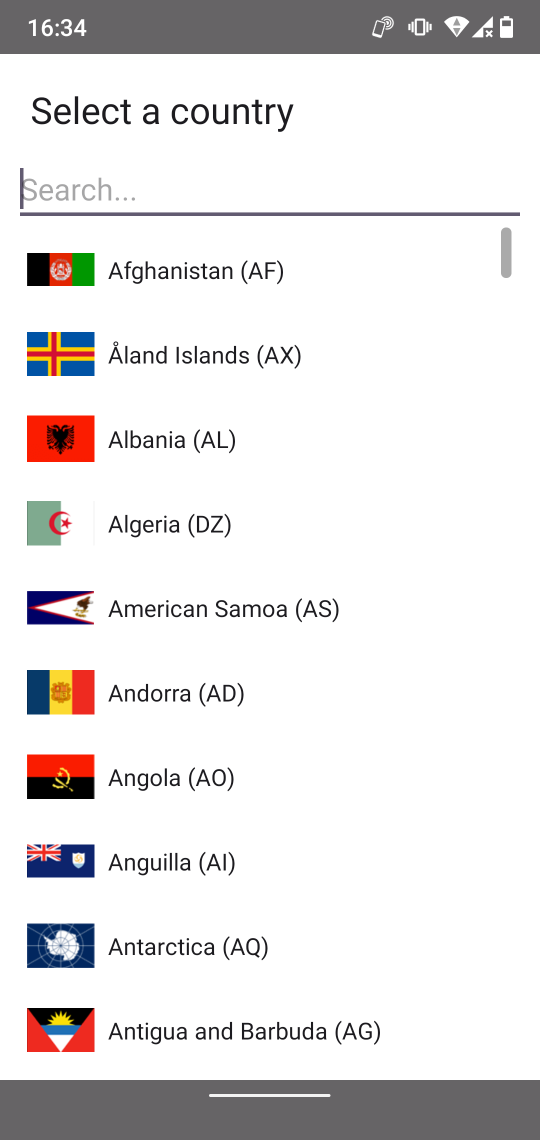 16:34
Select a country
Search...
Afghanistan (AF)
Åland Islands (AX)
Albania (AL)
Algeria (DZ)
American Samoa (AS)
Andorra (AD)
Angola (AO)
Anguilla (AI)
Antarctica (AQ)
Antigua and Barbuda (AG)